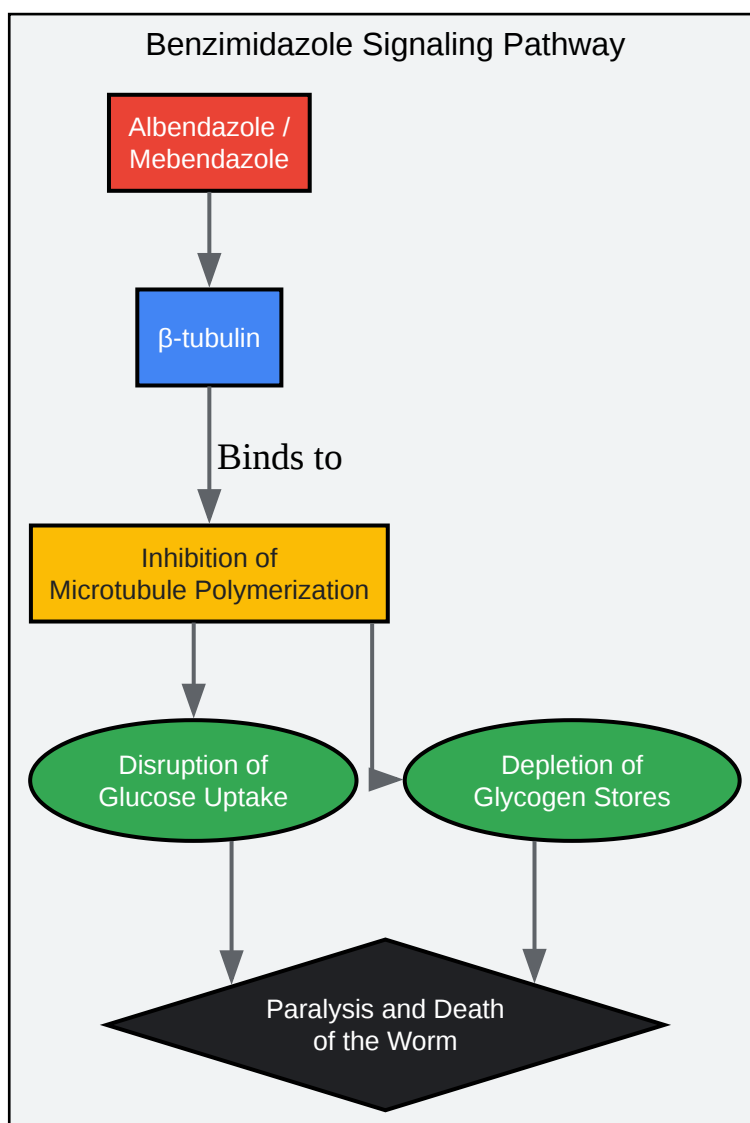 Benzimidazole Signaling Pathway
Albendazole /
Mebendazole
β-tubulin
Binds to
Inhibition of
Microtubule Polymerization
Disruption of
Glucose Uptake
Depletion of
Glycogen Stores
Paralysis and Death
of the Worm